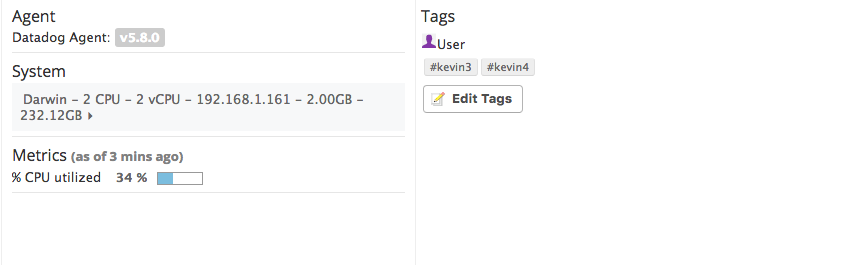 Agent
Datadog Agent: v5.8.0
System
Darwin – 2 CPU – 2 vCPU – 192.168.1.161 – 2.00GB –
232.12GB
Metrics (as of 3 mins ago)
% CPU utilized 34 %
Tags
User
#kevin3 #kevin4
Edit Tags